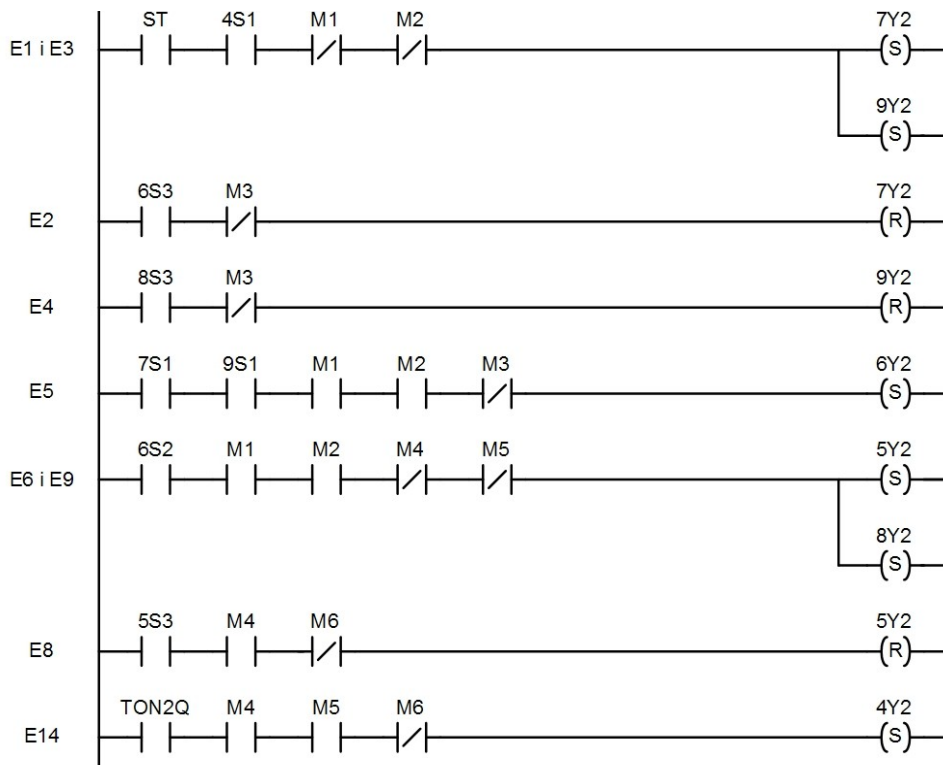 ST 4S1 M1 M2 7Y2
E1 i E3 S
9Y2
S
6S3 M3 7Y2
E2 R
8S3 M3 9Y2
E4 R
7S1 9S1 M1 M2 M3 6Y2
E5 S
6S2 M1 M2 M4 M5 5Y2
E6 i E9 S
8Y2
S
5S3 M4 M6 5Y2
E8 R
TON2Q M4 M5 M6 4Y2
E14 S